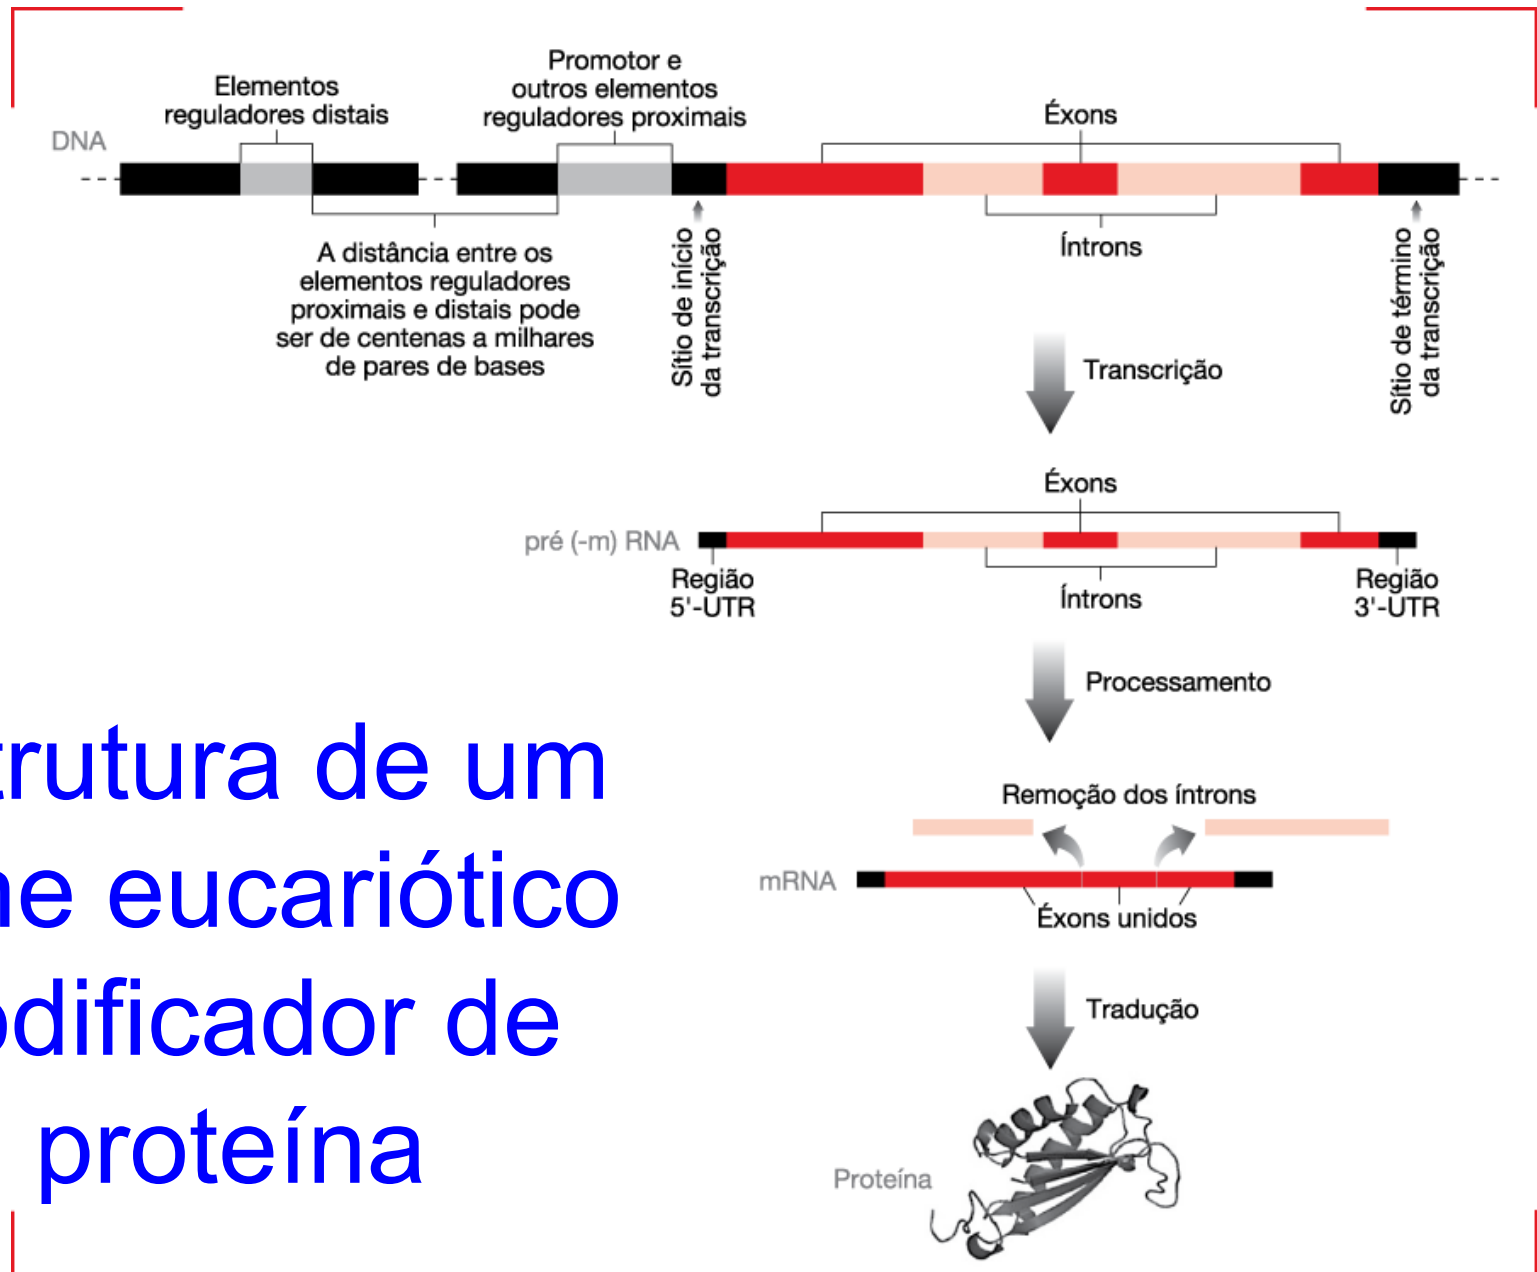 Elementos
reguladores distais
Promotor e
outros elementos
reguladores proximais
Éxons
DNA
A distância entre os
elementos reguladores
proximais e distais pode
ser de centenas a milhares
de pares de bases
Sítio de início
da transcrição
Íntrons
Sítio de término
da transcrição
Transcrição
Éxons
pré (-m) RNA
Região
5'-UTR
Íntrons
Região
3'-UTR
Processamento
Remoção dos íntrons
mRNA
Éxons unidos
Tradução
Proteína
trutura de um
ne eucariótico
odificador de
proteína